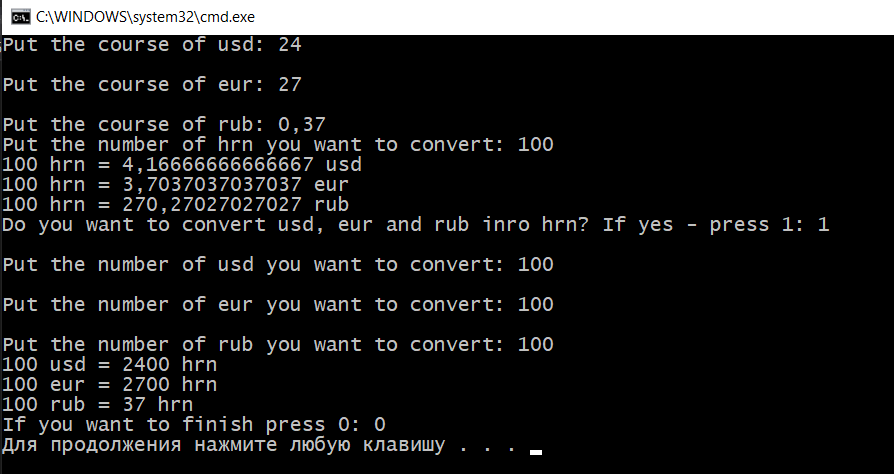 C:\WINDOWS\system32\cmd.exe
Put the course of usd: 24
Put the course of eur: 27
Put the course of rub: 0,37
Put the number of hrn you want to convert: 100
100 hrn = 4,16666666666667 usd
100 hrn = 3,7037037037037 eur
100 hrn = 270,27027027027 rub
Do you want to convert usd, eur and rub inro hrn? If yes - press 1: 1
Put the number of usd you want to convert: 100
Put the number of eur you want to convert: 100
Put the number of rub you want to convert: 100
100 usd = 2400 hrn
100 eur = 2700 hrn
100 rub = 37 hrn
If you want to finish press 0: 0
Для продолжения нажмите любую клавишу . . .